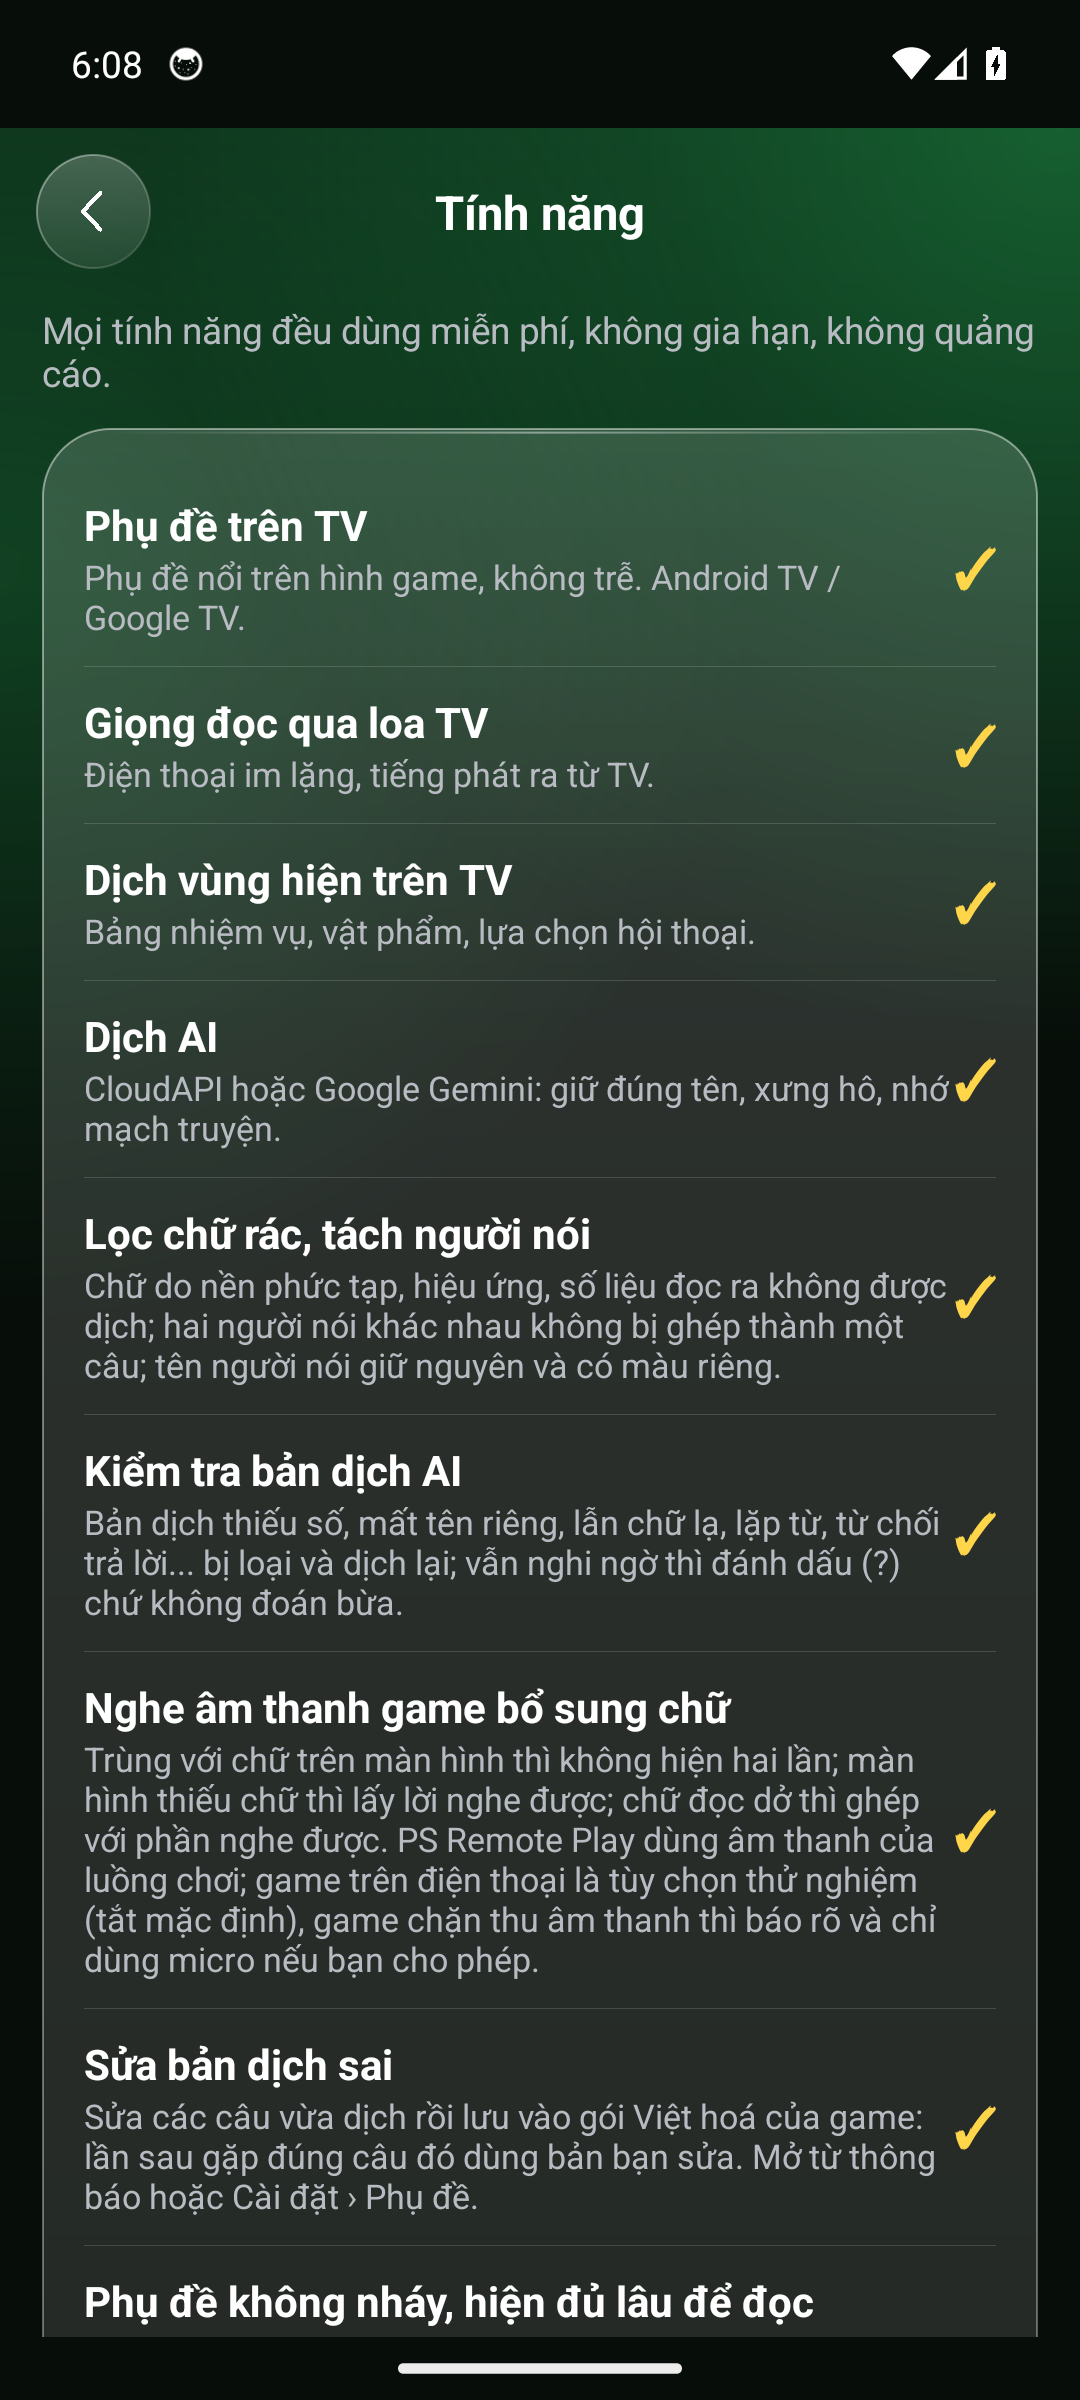 6:08
Tính năng
Mọi tính năng đều dùng miễn phí, không gia hạn, không quảng
cáo.
Phụ đề trên TV
Phụ đề nổi trên hình game, không trễ. Android TV /
Google TV.
Giọng đọc qua loa TV
Điện thoại im lặng, tiếng phát ra từ TV.
Dịch vùng hiện trên TV
Bảng nhiệm vụ, vật phẩm, lựa chọn hội thoại.
Dịch AI
CloudAPI hoặc Google Gemini: giữ đúng tên, xưng hô, nhớ
mạch truyện.
Lọc chữ rác, tách người nói
Chữ do nền phức tạp, hiệu ứng, số liệu đọc ra không được
dịch; hai người nói khác nhau không bị ghép thành một
câu; tên người nói giữ nguyên và có màu riêng.
Kiểm tra bản dịch AI
Bản dịch thiếu số, mất tên riêng, lẫn chữ lạ, lặp từ, từ chối
trả lời... bị loại và dịch lại; vẫn nghi ngờ thì đánh dấu (?)
chứ không đoán bừa.
Nghe âm thanh game bổ sung chữ
Trùng với chữ trên màn hình thì không hiện hai lần; màn
hình thiếu chữ thì lấy lời nghe được; chữ đọc dở thì ghép
với phần nghe được. PS Remote Play dùng âm thanh của
luồng chơi; game trên điện thoại là tùy chọn thử nghiệm
(tắt mặc định), game chặn thu âm thanh thì báo rõ và chỉ
dùng micro nếu bạn cho phép.
Sửa bản dịch sai
Sửa các câu vừa dịch rồi lưu vào gói Việt hoá của game:
lần sau gặp đúng câu đó dùng bản bạn sửa. Mở từ thông
báo hoặc Cài đặt › Phụ đề.
Phụ đề không nháy, hiện đủ lâu để đọc